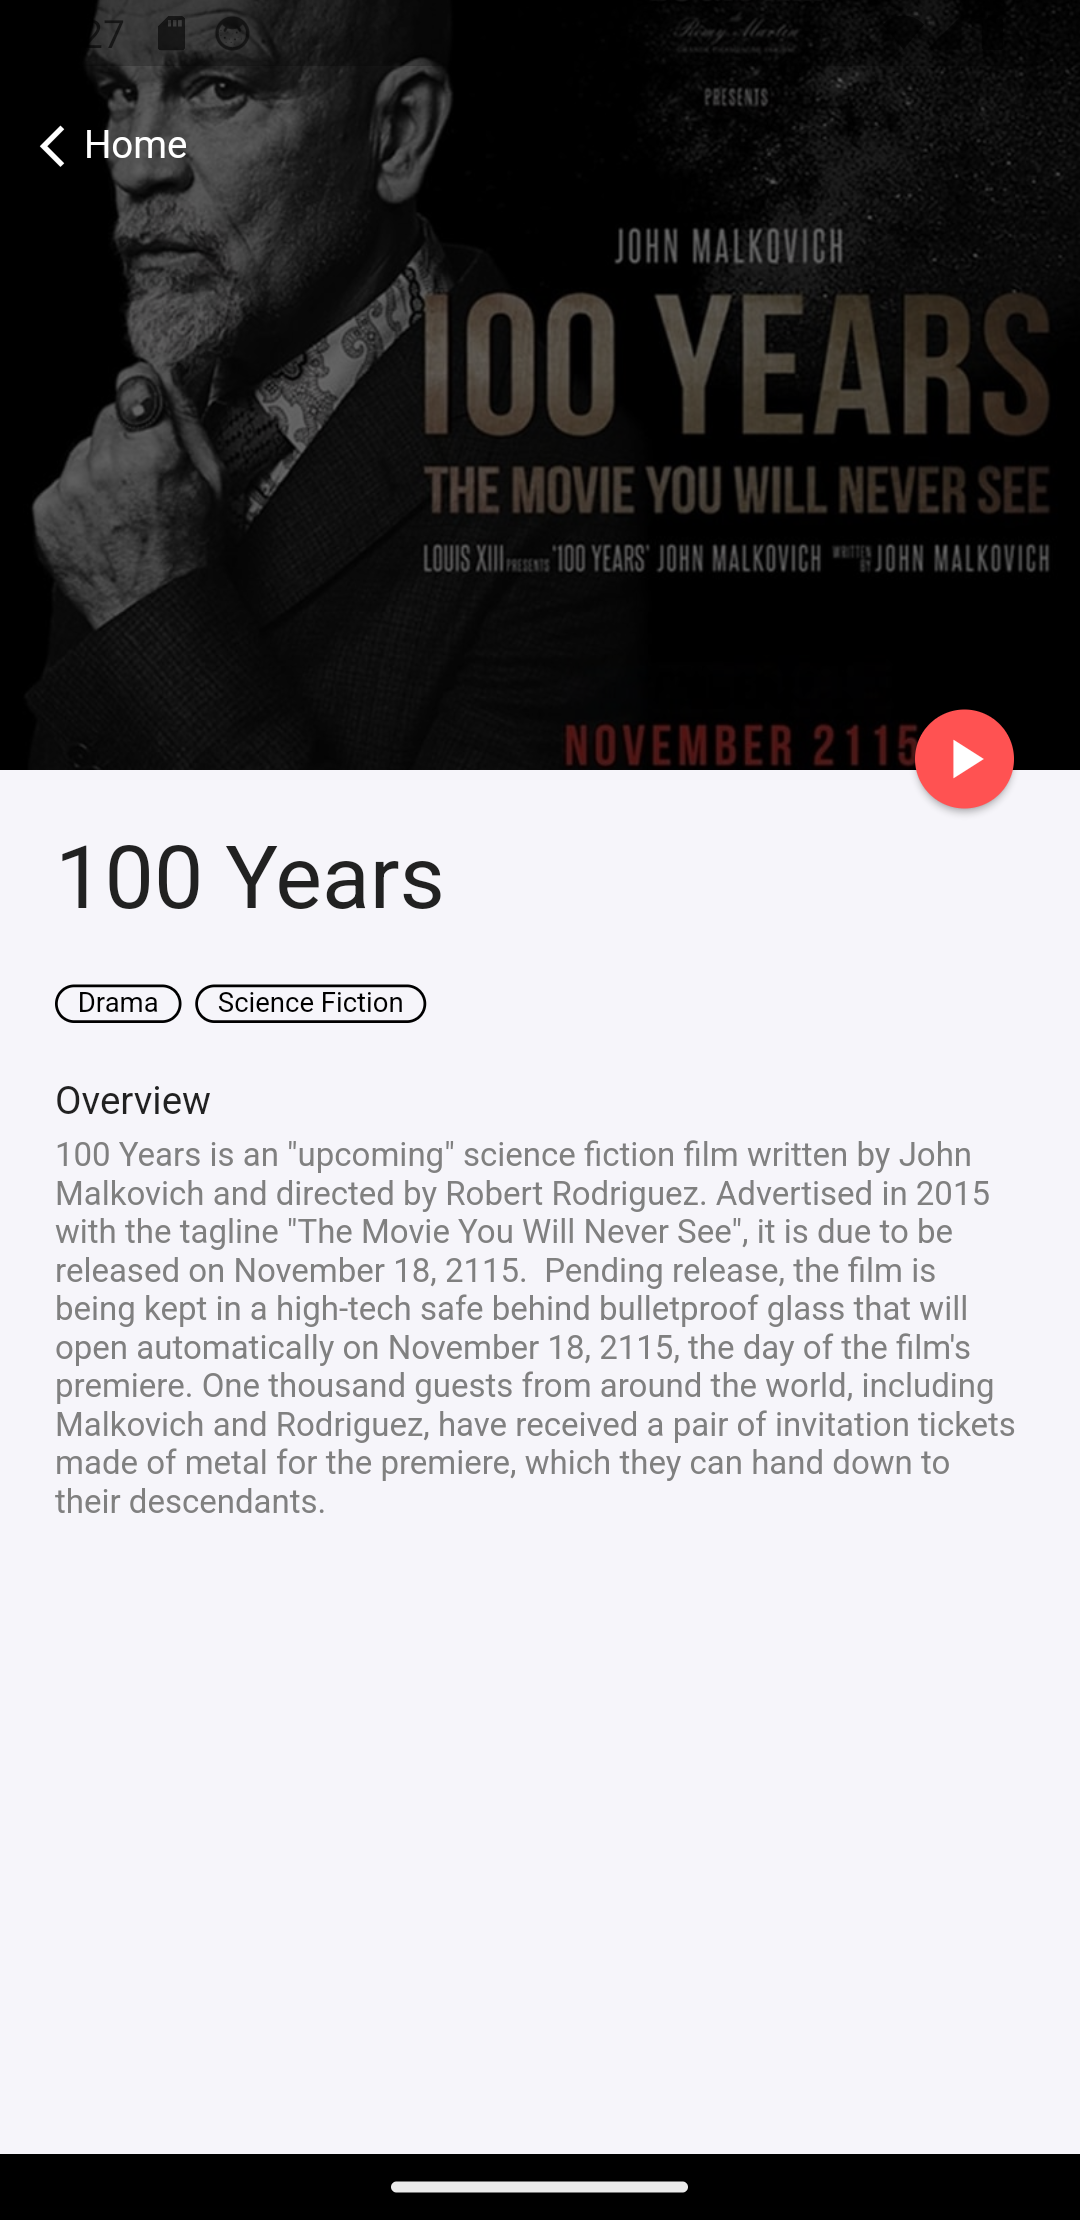 27
Rémy Martin
PRESENTS
Home
JOHN MALKOVICH
100 YEARS
THE MOVIE YOU WILL NEVER SEE
LOUIS XIII PRESENTS '100 YEARS' JOHN MALKOVICH WRITTEN BY JOHN MALKOVICH
NOVEMBER 2115
100 Years
Drama
Science Fiction
Overview
100 Years is an "upcoming" science fiction film written by John
Malkovich and directed by Robert Rodriguez. Advertised in 2015
with the tagline "The Movie You Will Never See", it is due to be
released on November 18, 2115.  Pending release, the film is
being kept in a high-tech safe behind bulletproof glass that will
open automatically on November 18, 2115, the day of the film's
premiere. One thousand guests from around the world, including
Malkovich and Rodriguez, have received a pair of invitation tickets
made of metal for the premiere, which they can hand down to
their descendants.